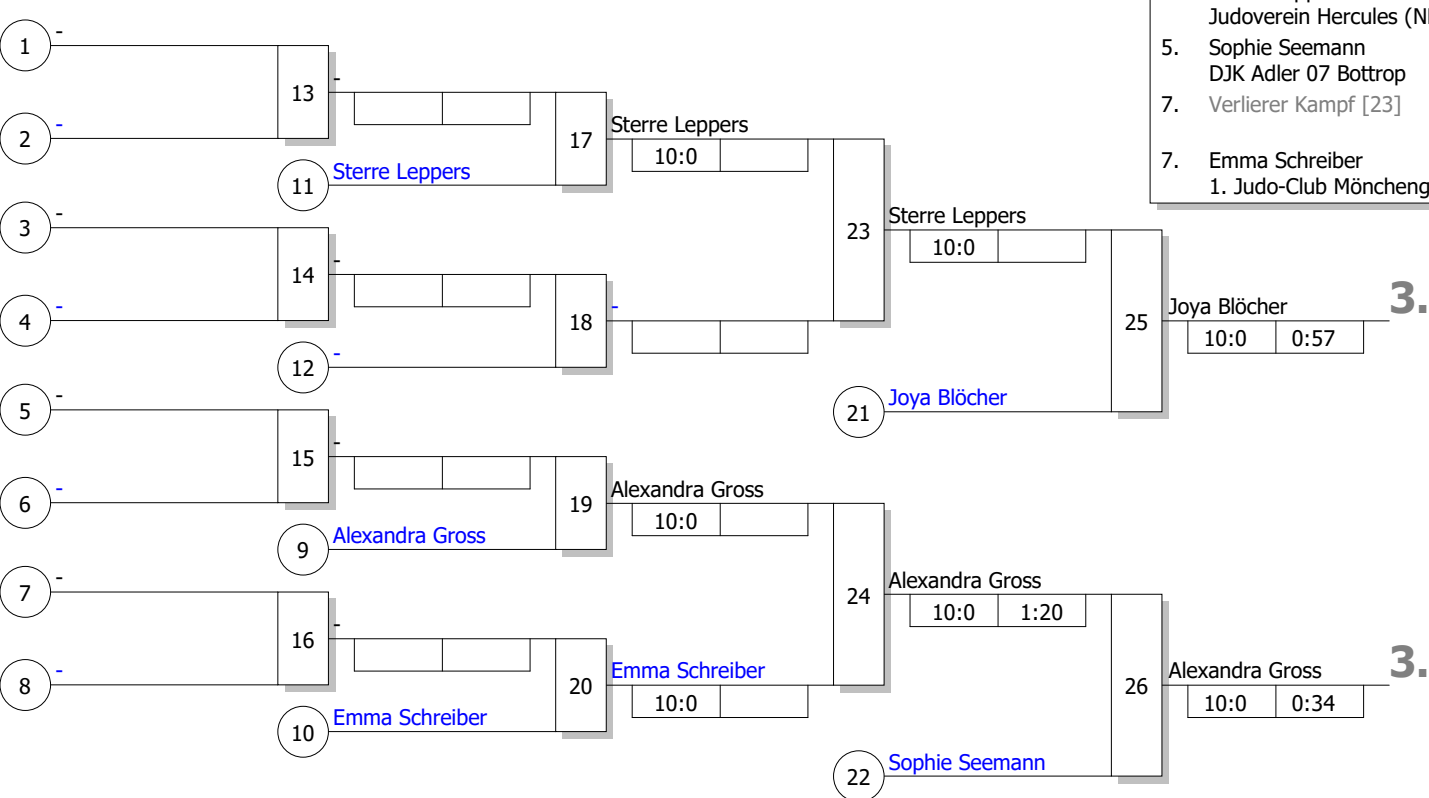 Judoverein Hercules (N
5. Sophie Seemann
DJK Adler 07 Bottrop
7. Verlierer Kampf [23]
7. Emma Schreiber
1. Judo-Club Möncheng
1 -
13
2 -
-
17
11 Sterre Leppers
Sterre Leppers
10:0
3 -
14
4 -
-
18
12 -
-
23
Sterre Leppers
10:0
5 -
15
6 -
-
19
9 Alexandra Gross
Alexandra Gross
10:0
7 -
16
8 -
-
20
10 Emma Schreiber
Emma Schreiber
10:0
24
Alexandra Gross
10:0 1:20
21 Joya Blöcher
25
Joya Blöcher 3.
10:0 0:57
22 Sophie Seemann
26
Alexandra Gross 3.
10:0 0:34